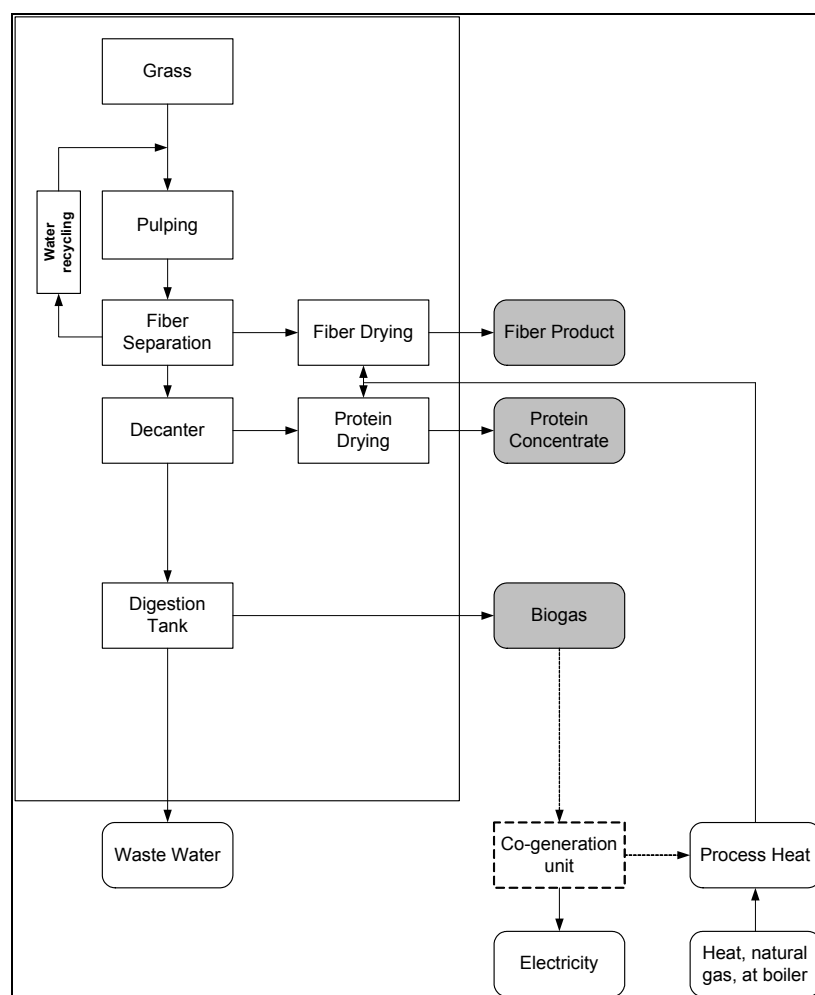 Grass
Water
recycling
Pulping
Fiber
Separation
Fiber Drying
Fiber Product
Decanter
Protein
Drying
Protein
Concentrate
Digestion
Tank
Biogas
Waste Water
Co-generation
unit
Process Heat
Electricity
Heat, natural
gas, at boiler